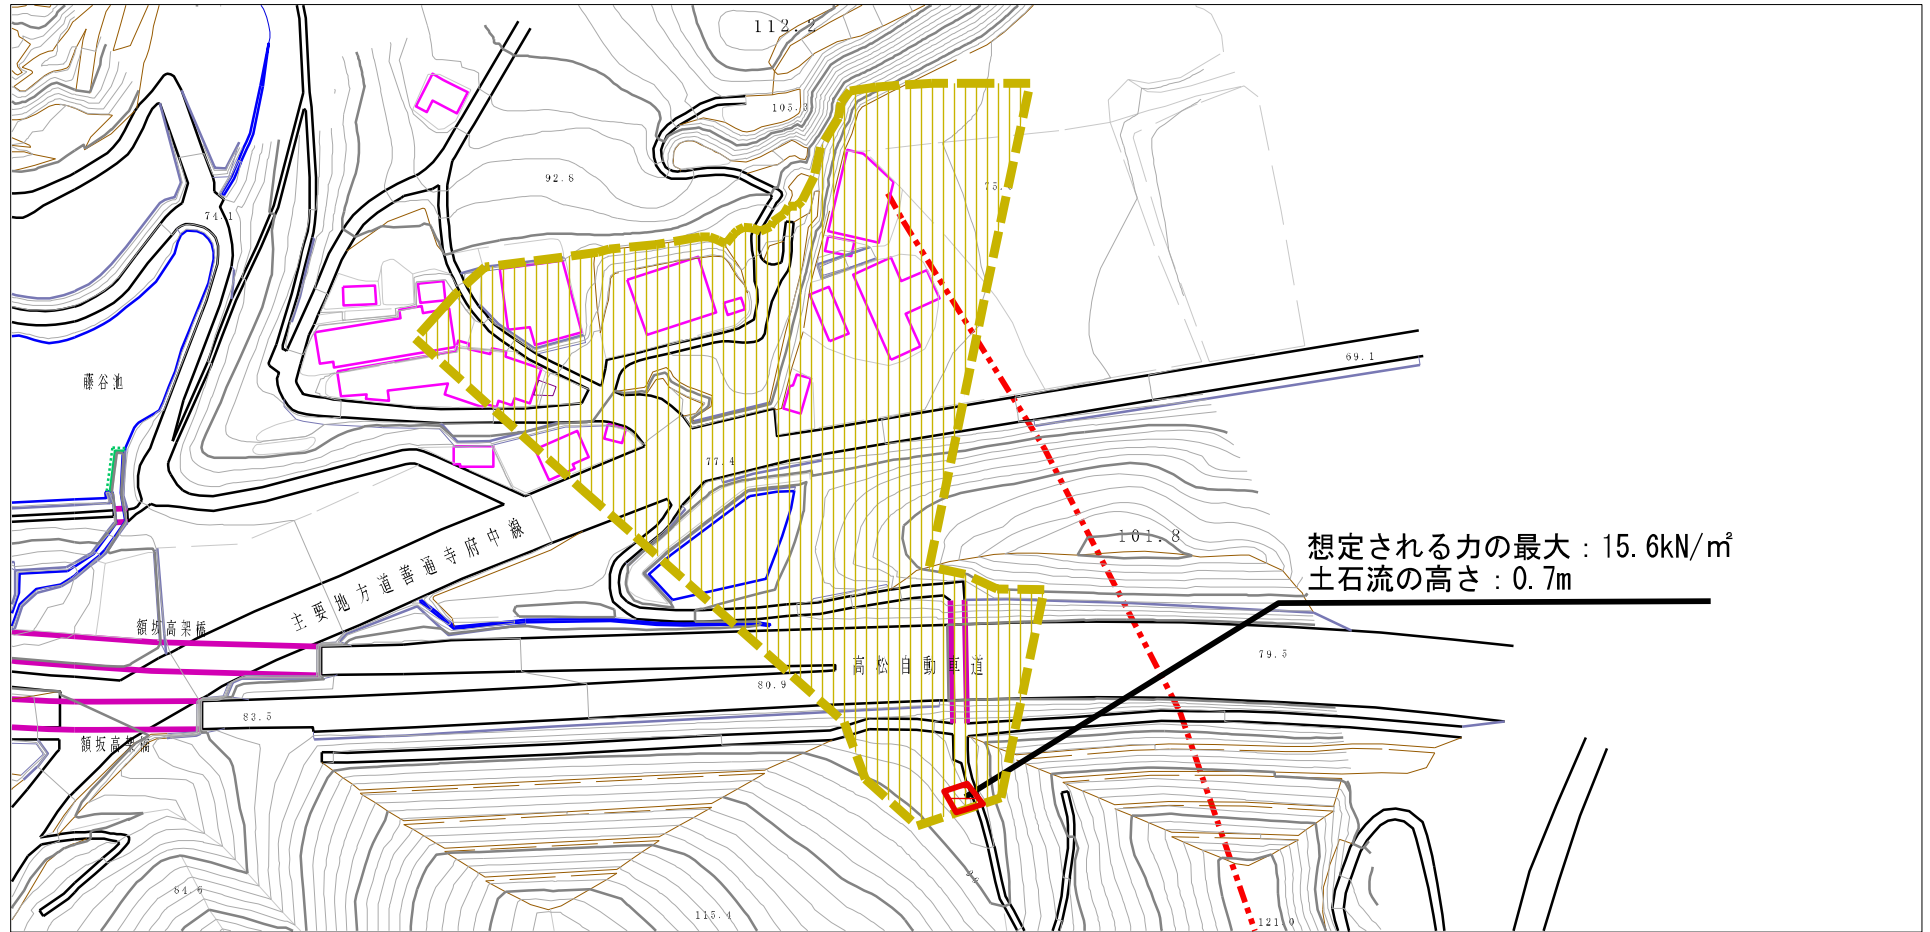 112.2
105.3
92.6
74.1
69.1
藤谷池
77.4
主要地方道善通寺府中線
101.8
想定される力の最大：15.6kN/㎡
土石流の高さ：0.7m
額坂高架橋
高松自動車道
79.5
80.9
83.5
額坂高架橋
84.6
115.4
121.0